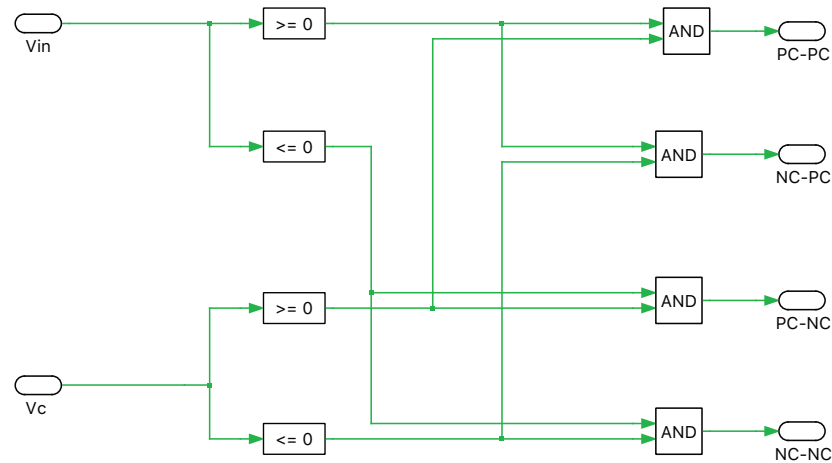 >= 0
AND
Vin
PC-PC
<= 0
AND
NC-PC
>= 0
AND
PC-NC
Vc
<= 0
AND
NC-NC